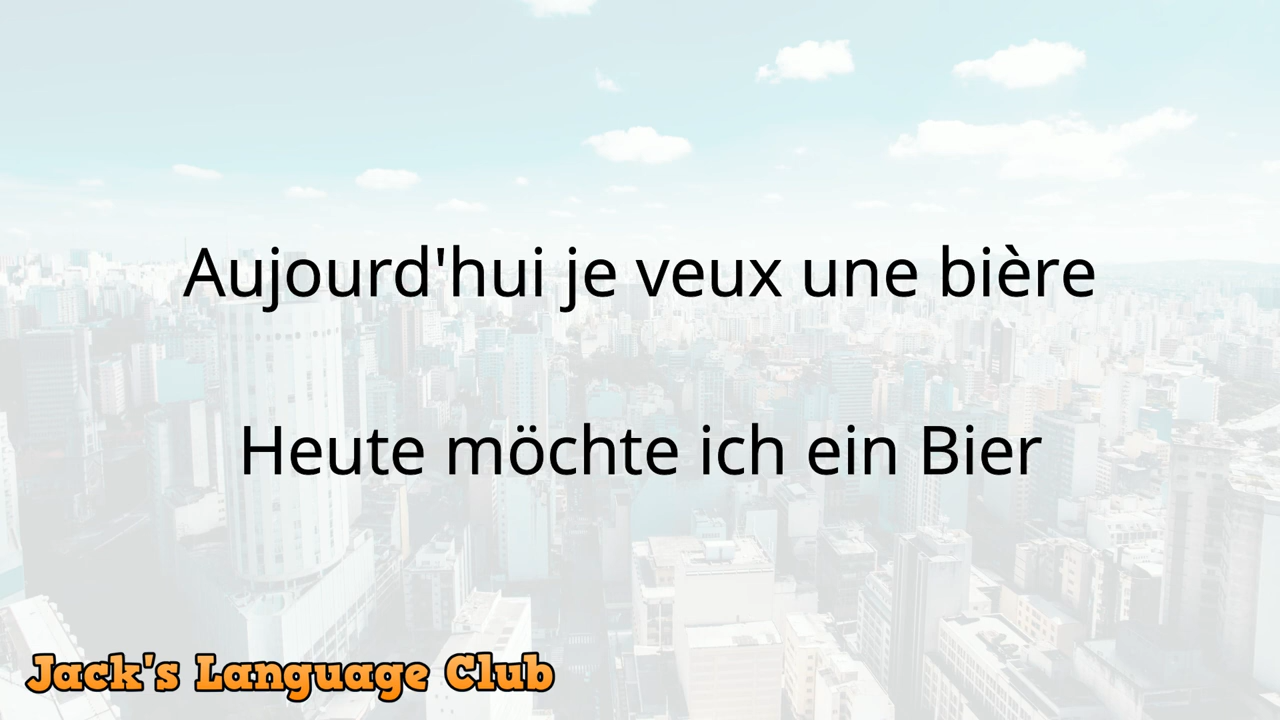 Aujourd'hui je veux une bière
Heute möchte ich ein Bier
Jack's Language Club